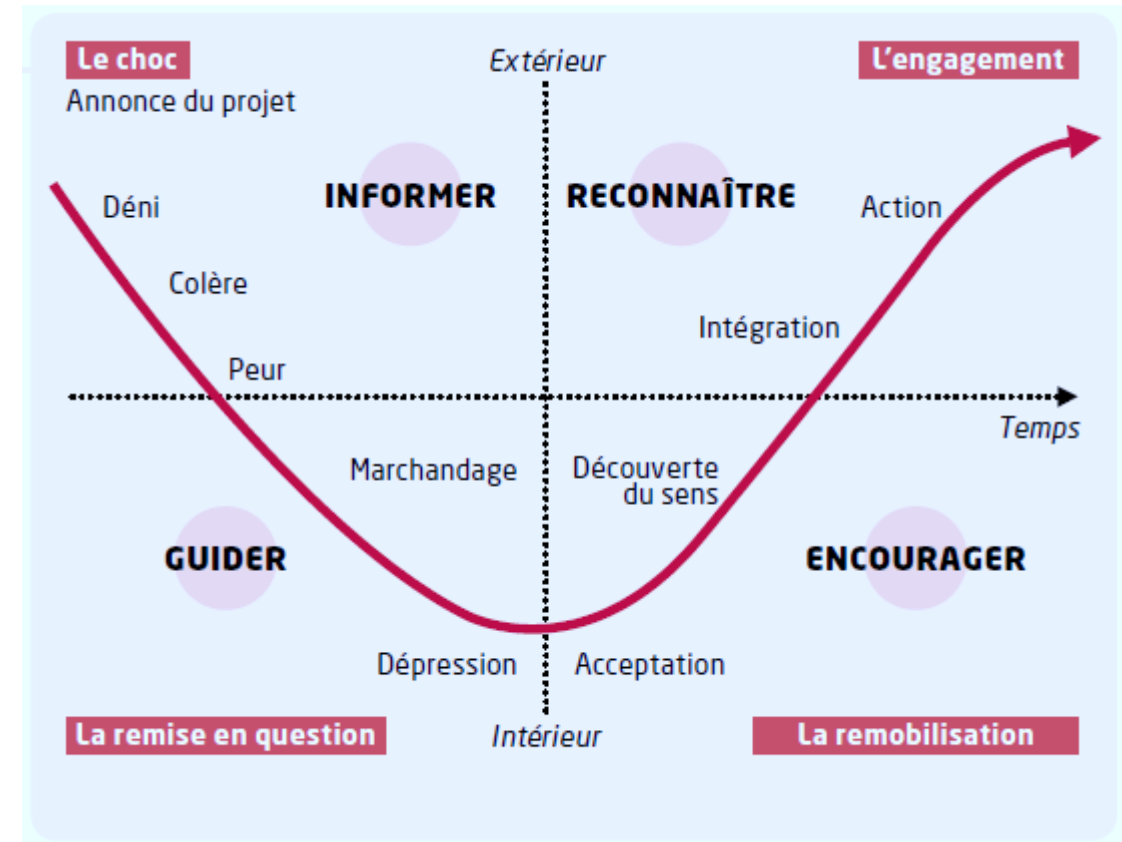 Le choc
Extérieur
L'engagement
Annonce du projet
INFORMER
RECONNAÎTRE
Déni
Action
Colère
Intégration
Peur
Temps
Marchandage
Découverte
du sens
GUIDER
ENCOURAGER
Dépression
Acceptation
La remise en question
Intérieur
La remobilisation